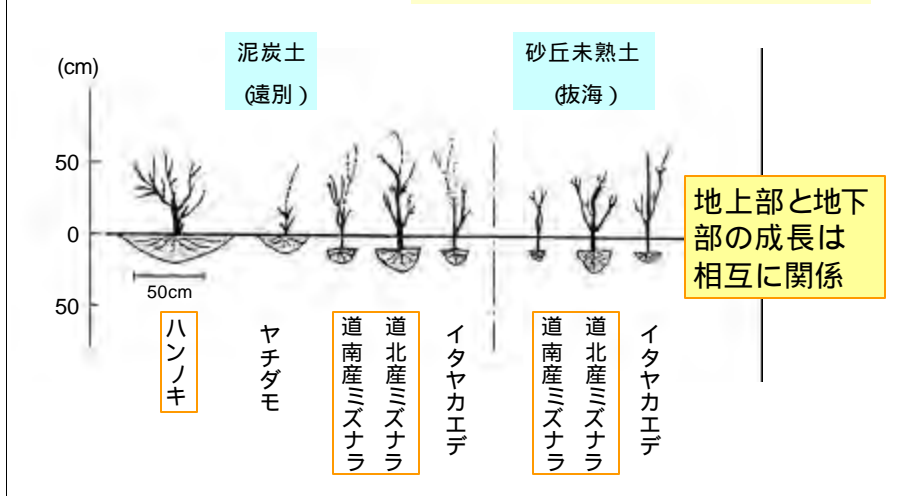 泥炭土
(遠別)
砂丘未熟土
(抜海)
(cm)
50
0
50
50cm
地上部と地下
部の成長は
相互に関係
ハンノキ
ヤチダモ
道南産ミズナラ
道北産ミズナラ
イタヤカエデ
道南産ミズナラ
道北産ミズナラ
イタヤカエデ